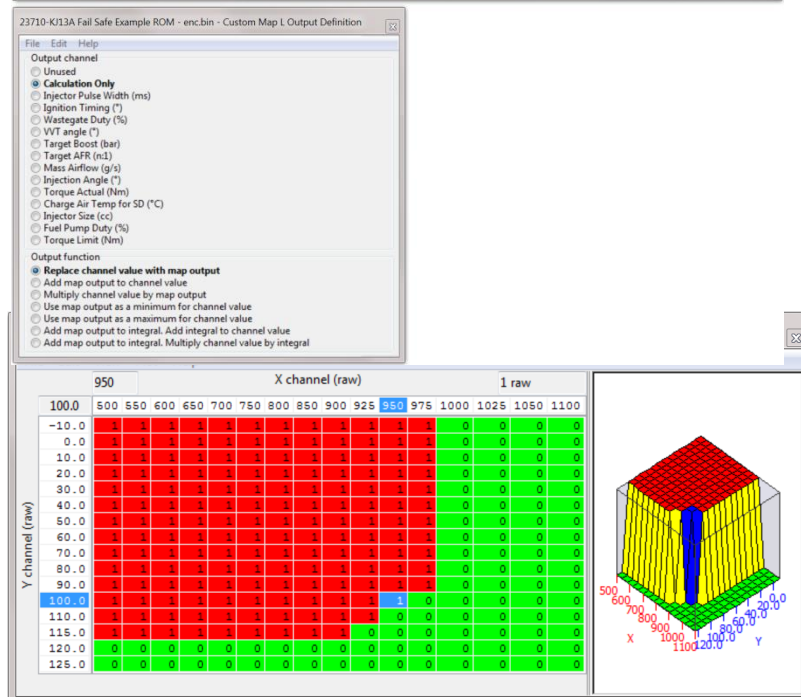 23710-KJ13A Fail Safe Example ROM - enc.bin - Custom Map L Output Definition
File Edit Help
Output channel
Unused
Calculation Only
Injector Pulse Width (ms)
Ignition Timing (°)
Wastegate Duty (%)
VVT angle (°)
Target Boost (bar)
Target AFR (n:1)
Mass Airflow (g/s)
Injection Angle (°)
Torque Actual (Nm)
Charge Air Temp for SD (°C)
Injector Size (cc)
Fuel Pump Duty (%)
Torque Limit (Nm)
Output function
Replace channel value with map output
Add map output to channel value
Multiply channel value by map output
Use map output as a minimum for channel value
Use map output as a maximum for channel value
Add map output to integral. Add integral to channel value
Add map output to integral. Multiply channel value by integral
950 X channel (raw) 1 raw
100.0 500 550 600 650 700 750 800 850 900 925 950 975 1000 1025 1050 1100
Y channel (raw)
-10.0 1 1 1 1 1 1 1 1 1 1 1 1 0 0 0 0
0.0 1 1 1 1 1 1 1 1 1 1 1 1 0 0 0 0
10.0 1 1 1 1 1 1 1 1 1 1 1 1 0 0 0 0
20.0 1 1 1 1 1 1 1 1 1 1 1 1 0 0 0 0
30.0 1 1 1 1 1 1 1 1 1 1 1 1 0 0 0 0
40.0 1 1 1 1 1 1 1 1 1 1 1 1 0 0 0 0
50.0 1 1 1 1 1 1 1 1 1 1 1 1 0 0 0 0
60.0 1 1 1 1 1 1 1 1 1 1 1 1 0 0 0 0
70.0 1 1 1 1 1 1 1 1 1 1 1 1 0 0 0 0
80.0 1 1 1 1 1 1 1 1 1 1 1 1 0 0 0 0
90.0 1 1 1 1 1 1 1 1 1 1 1 1 0 0 0 0
100.0 1 1 1 1 1 1 1 1 1 1 1 0 0 0 0 0
110.0 1 1 1 1 1 1 1 1 1 1 0 0 0 0 0 0
115.0 1 1 1 1 1 1 1 1 1 0 0 0 0 0 0 0
120.0 0 0 0 0 0 0 0 0 0 0 0 0 0 0 0 0
125.0 0 0 0 0 0 0 0 0 0 0 0 0 0 0 0 0
500 600 700 800 900 1000 1100
X
0.0 20.0 40.0 60.0 80.0 100.0 120.0
Y